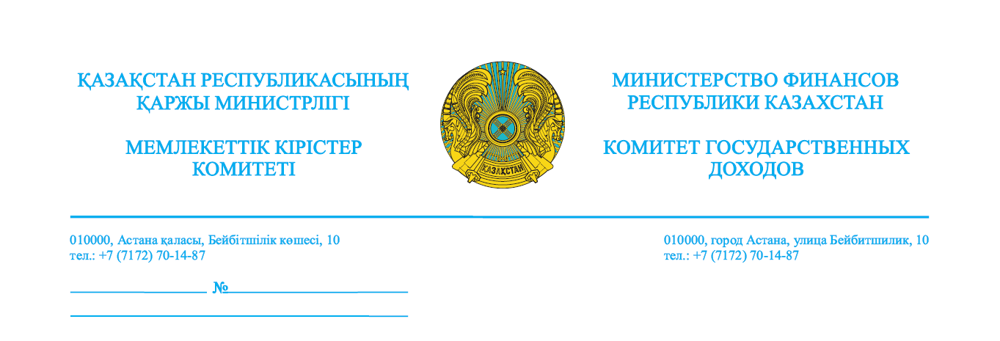 ҚАЗАҚСТАН РЕСПУБЛИКАСЫНЫҢ
ҚАРЖЫ МИНИСТРЛІГІ
МЕМЛЕКЕТТІК КІРІСТЕР
КОМИТЕТІ
ҚАЗАҚСТАН
МИНИСТЕРСТВО ФИНАНСОВ
РЕСПУБЛИКИ КАЗАХСТАН
КОМИТЕТ ГОСУДАРСТВЕННЫХ
ДОХОДОВ
010000, Астана қаласы, Бейбітшілік көшесі, 10
тел.: +7 (7172) 70-14-87
010000, город Астана, улица Бейбитшилик, 10
тел.: +7 (7172) 70-14-87
№